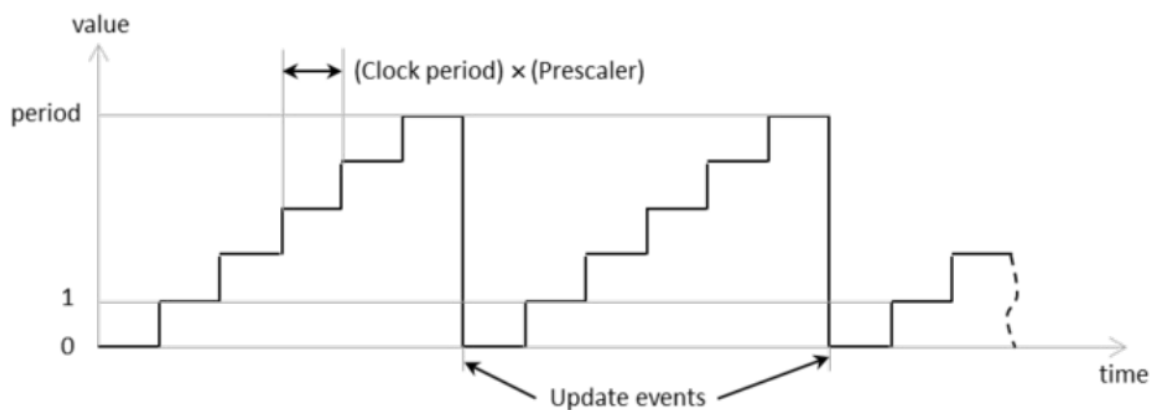 value
(Clock period) × (Prescaler)
period
1
0
time
Update events